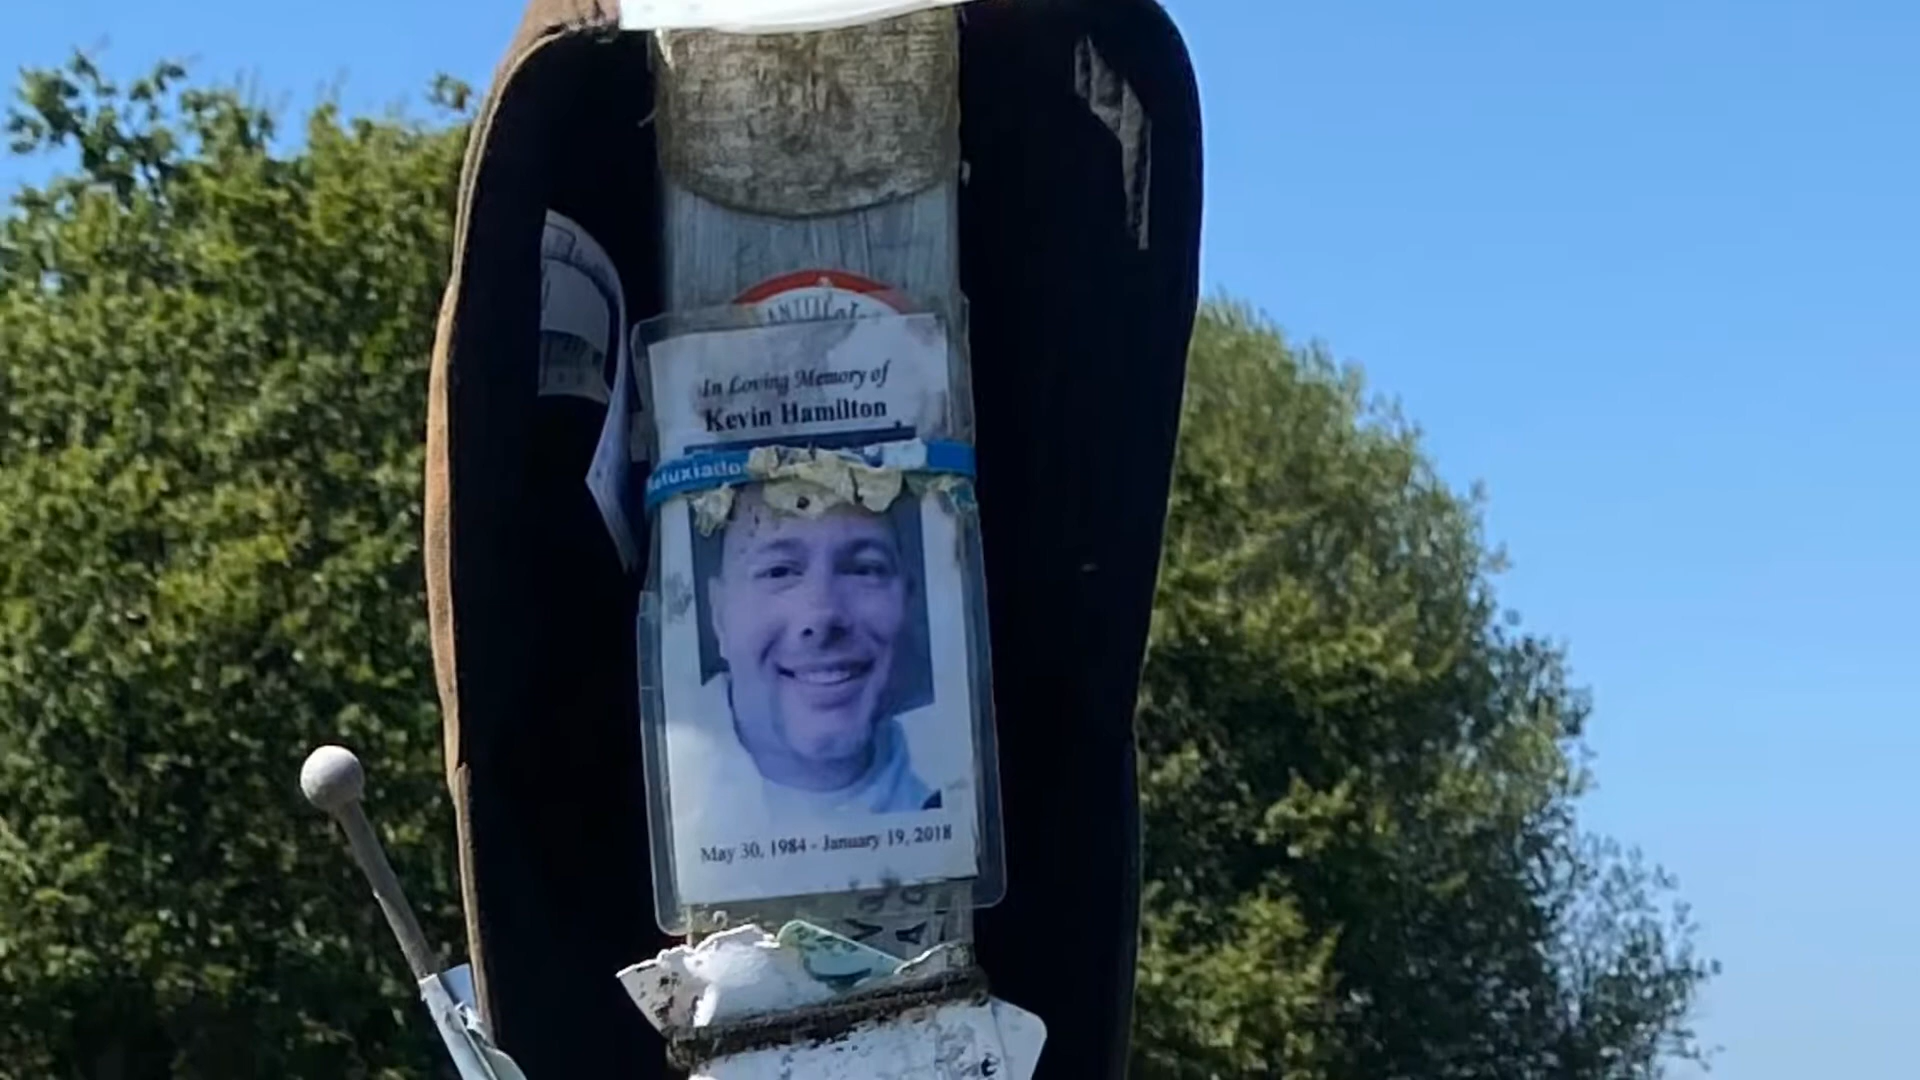 In Loving Memory of
Kevin Hamilton
May 30, 1984 - January 19, 2018